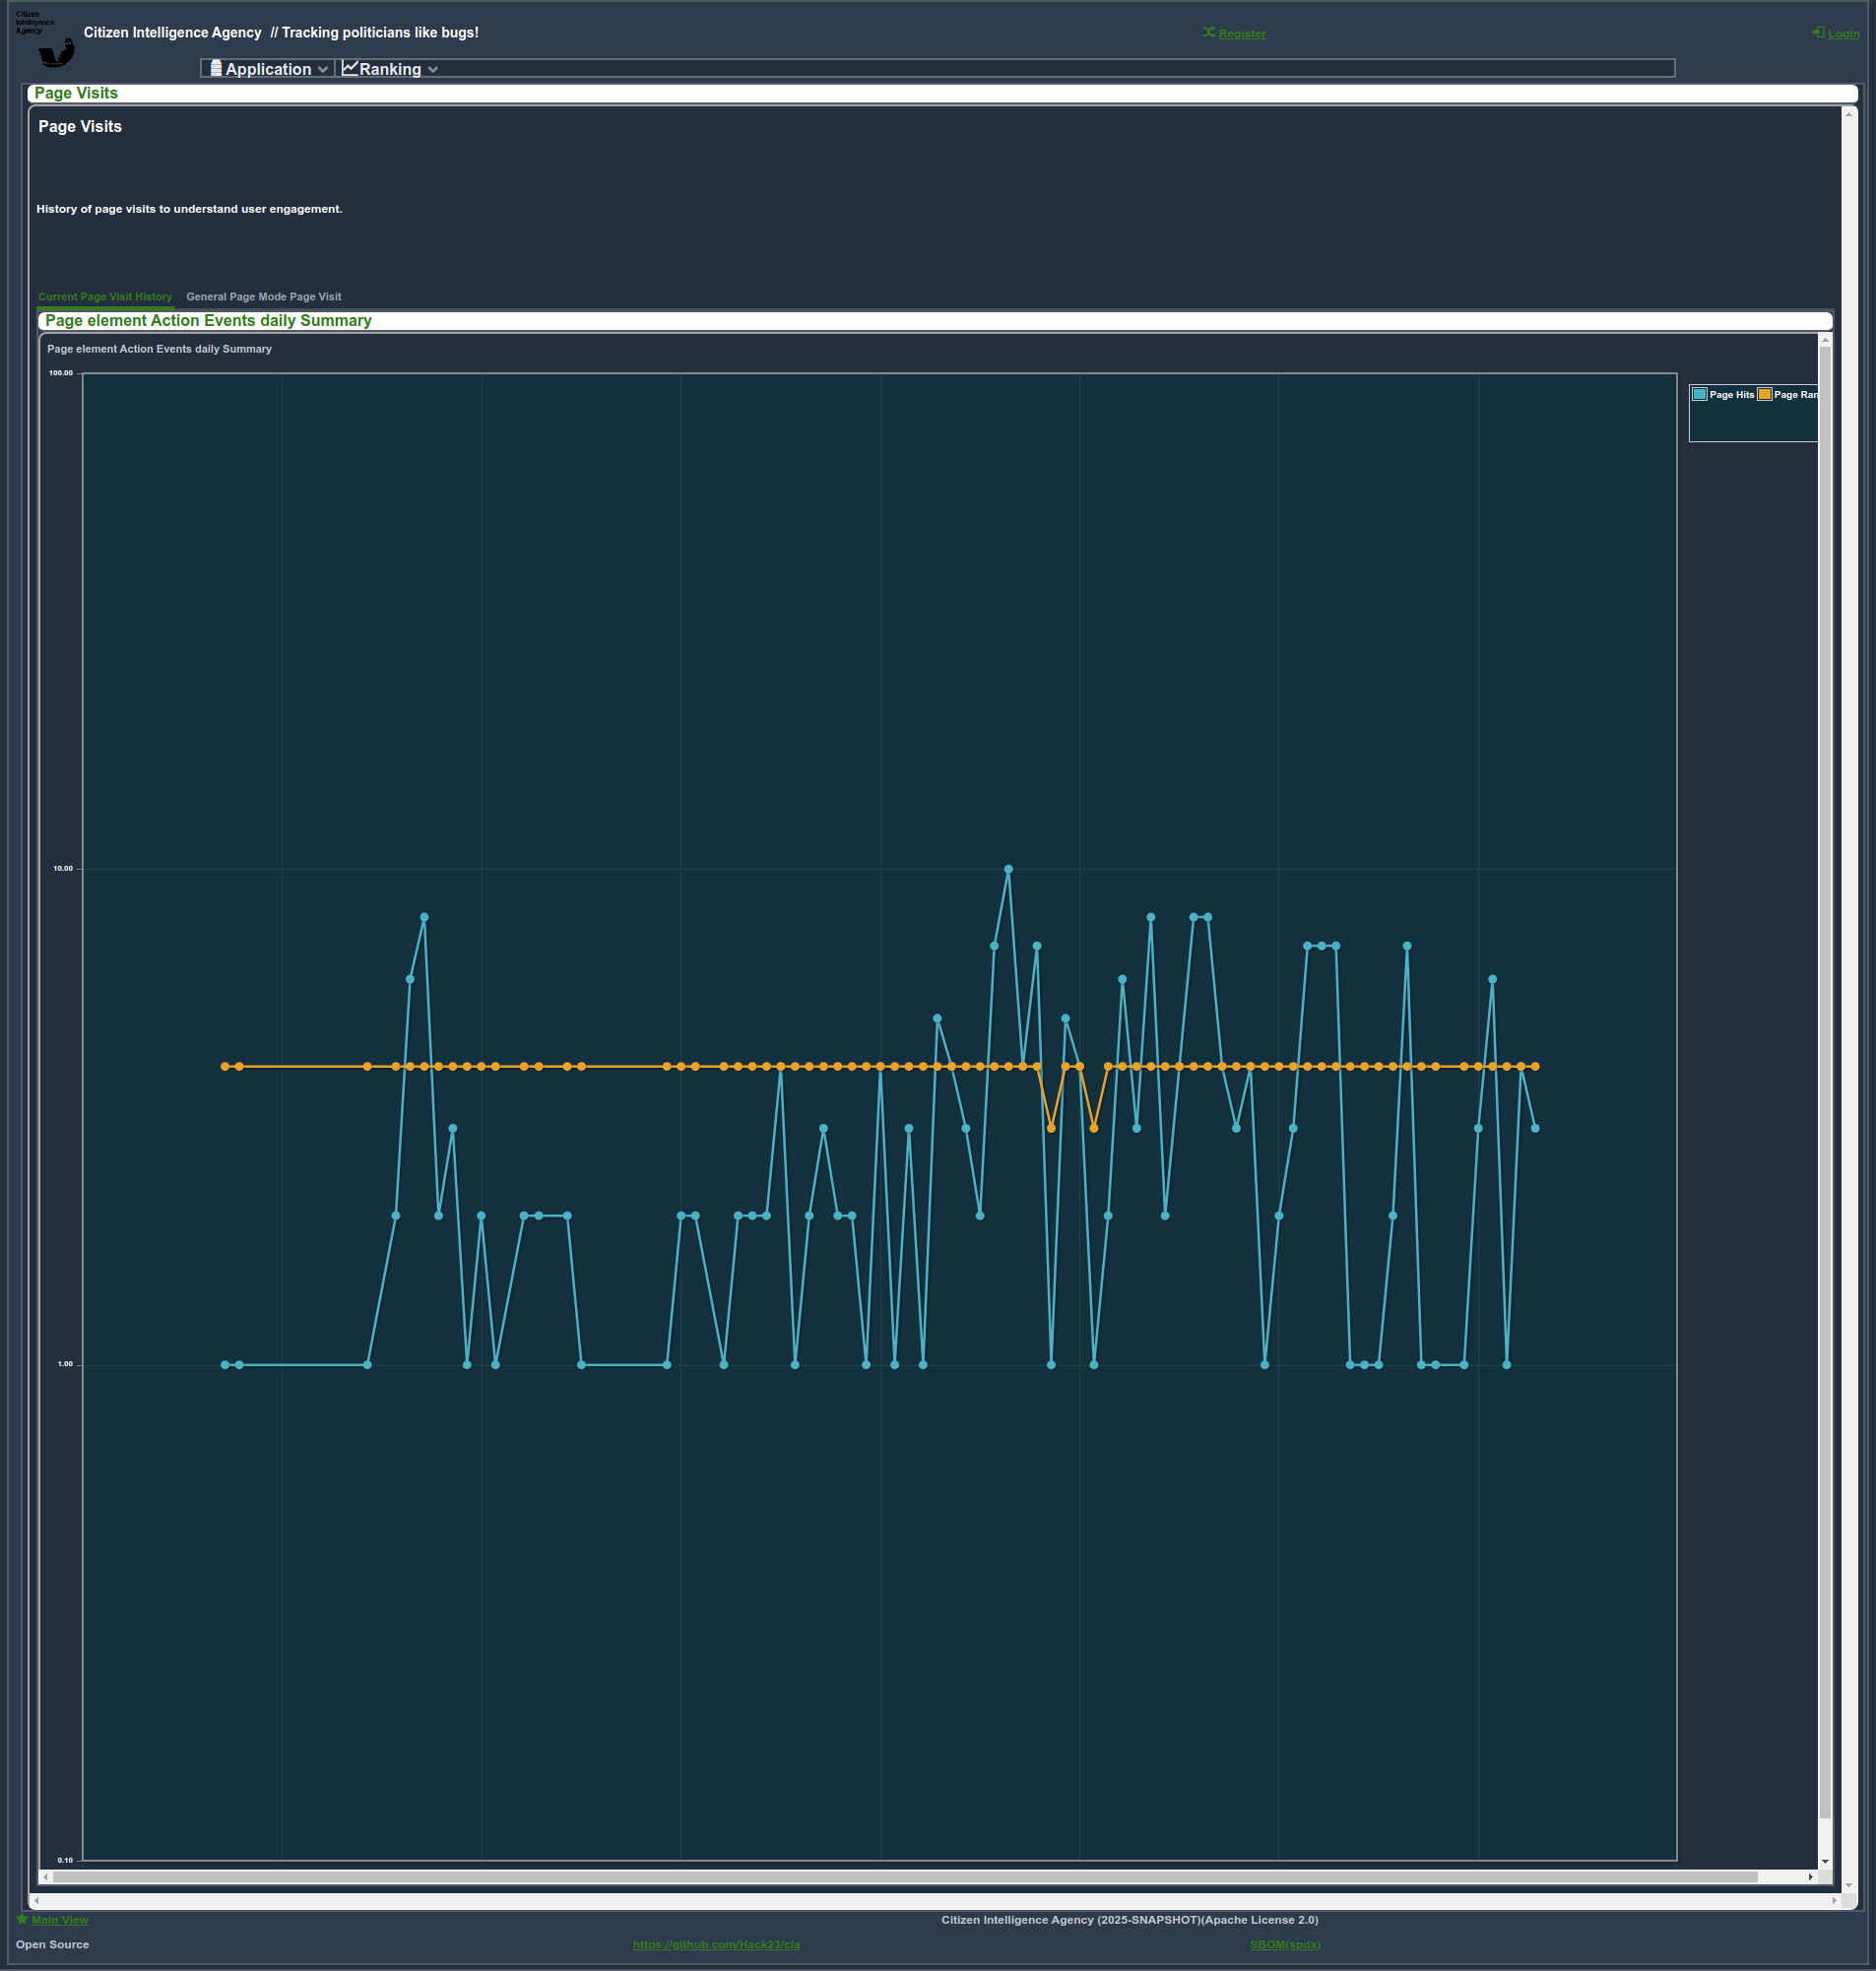 Citizen
Intelligence
Agency
Citizen Intelligence Agency // Tracking politicians like bugs!
Register
Login
Application
Ranking
Page Visits
Page Visits
History of page visits to understand user engagement.
Current Page Visit History
General Page Mode Page Visit
Page element Action Events daily Summary
Page element Action Events daily Summary
100.00
Page Hits
Page Ran
10.00
1.00
0.10
Main View
Citizen Intelligence Agency (2025-SNAPSHOT)(Apache License 2.0)
Open Source
https://github.com/Hack23/cia
SBOM(spdx)